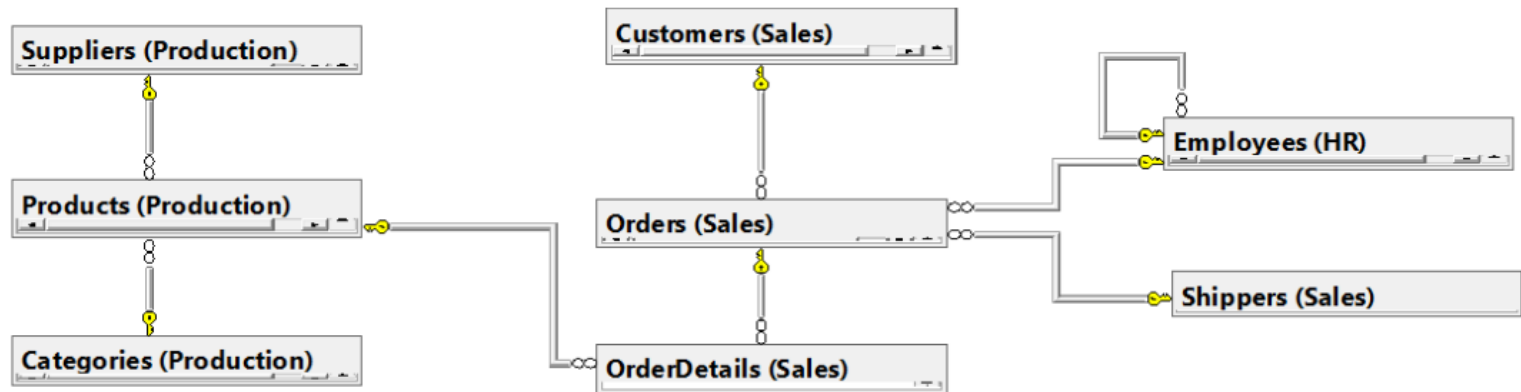 Suppliers (Production)
Customers (Sales)
Employees (HR)
Products (Production)
Orders (Sales)
Shippers (Sales)
Categories (Production)
OrderDetails (Sales)